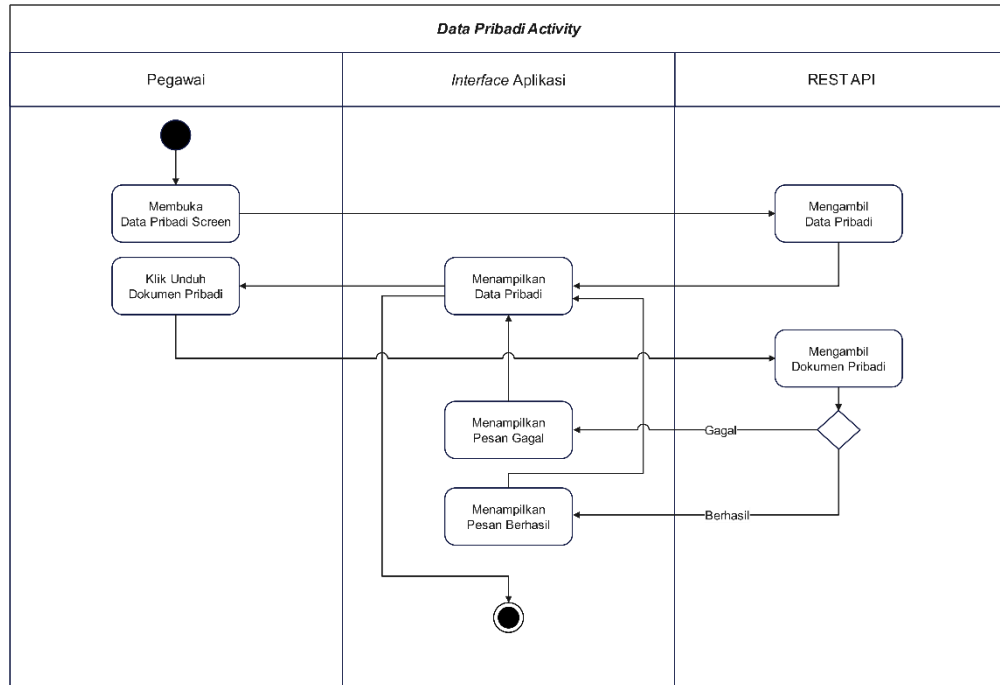 Data Pribadi Activity
Pegawai
Interface Aplikasi
REST API
Membuka
Data Pribadi Screen
Mengambil
Data Pribadi
Klik Unduh
Dokumen Pribadi
Menampilkan
Data Pribadi
Mengambil
Dokumen Pribadi
Menampilkan
Pesan Gagal
Gagal
Menampilkan
Pesan Berhasil
Berhasil